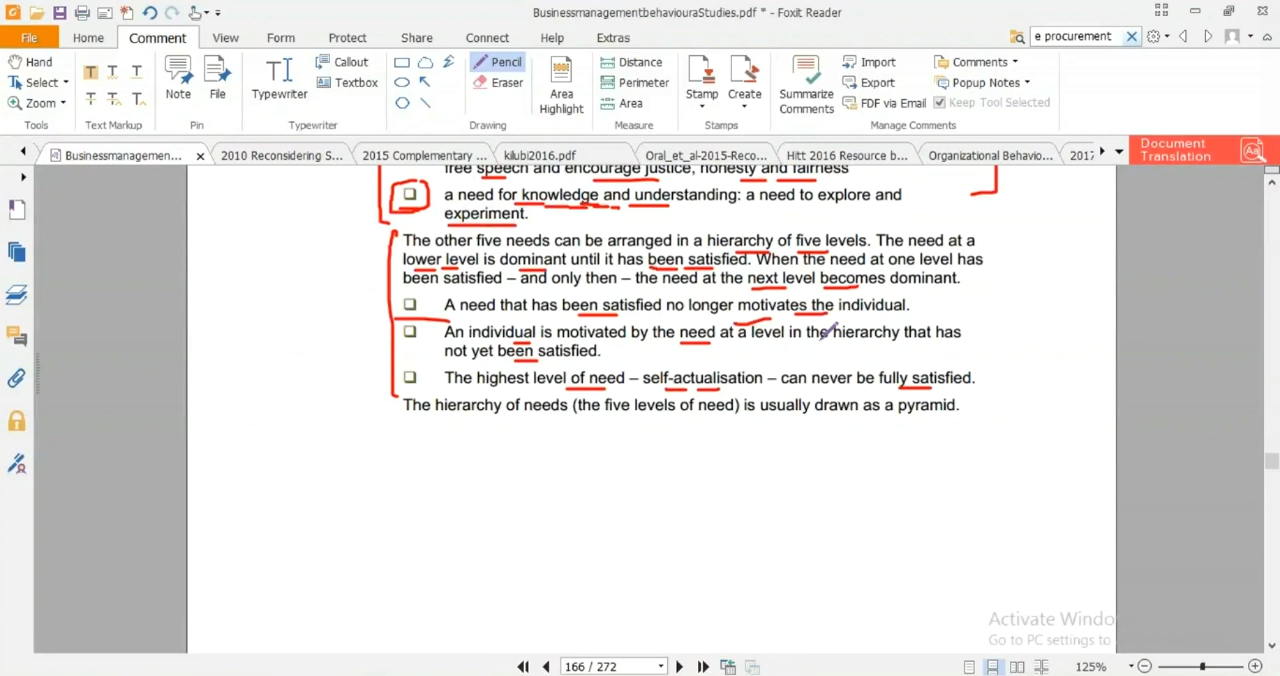 BusinessmanagementbehaviouraStudies.pdf * - Foxit Reader
File Home Comment View Form Protect Share Connect Help Extras e procurement
Hand
Select
Zoom
Tools
Text Markup
Note File
Pin
Typewriter
Callout
Textbox
Typewriter
Pencil
Eraser
Area
Highlight
Drawing
Distance
Perimeter
Area
Measure
Stamp Create
Stamps
Summarize
Comments
Import
Export
FDF via Email
Comments
Popup Notes
Keep Tool Selected
Manage Comments
Businessmanagemen... 2010 Reconsidering S... 2015 Complementary ... kilubi2016.pdf Oral_et_al-2015-Reco... Hitt 2016 Resource b... Organizational Behavio... 2017
Document
Translation
free speech and encourage justice, honesty and fairness
a need for knowledge and understanding: a need to explore and
experiment.
The other five needs can be arranged in a hierarchy of five levels. The need at a
lower level is dominant until it has been satisfied. When the need at one level has
been satisfied – and only then – the need at the next level becomes dominant.
A need that has been satisfied no longer motivates the individual.
An individual is motivated by the need at a level in the hierarchy that has
not yet been satisfied.
The highest level of need – self-actualisation – can never be fully satisfied.
The hierarchy of needs (the five levels of need) is usually drawn as a pyramid.
Activate Windo
Go to PC settings to
166 / 272
125%